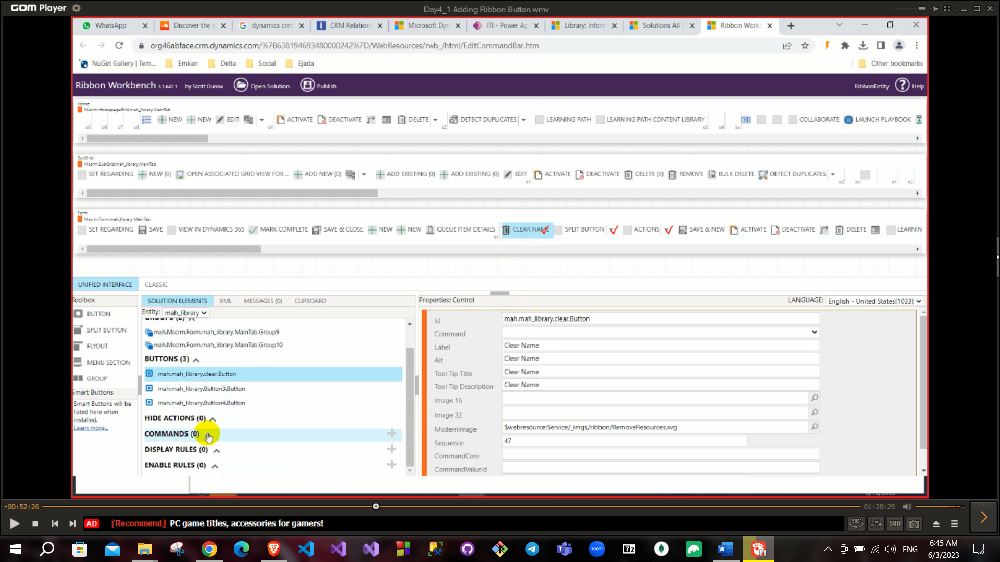 GOM Player
Day4_1 Adding Ribbon Button.wmv
WhatsApp
Discover the t
dynamics crm
CRM Relation
Microsoft Dyn
ITI - Power Ap
Library: Inform
Solutions All S
Ribbon Workb
org46abface.crm.dynamics.com/%7B638194693480000242%7D/WebResources/rwb_/html/EditCommandBar.htm
NuGet Gallery | Tem...
Emkan
Delta
Social
Ejada
Other bookmarks
Ribbon Workbench 3.1.647.1 by Scott Durow
Open Solution
Publish
RibbonEntity
Help
Home
Mscrm.HomepageGrid.mah_library.MainTab
NEW NEW EDIT ACTIVATE DEACTIVATE DELETE DETECT DUPLICATES LEARNING PATH LEARNING PATH CONTENT LIBRARY COLLABORATE LAUNCH PLAYBOOK
SubGrid
Mscrm.SubGrid.mah_library.MainTab
SET REGARDING NEW {0} OPEN ASSOCIATED GRID VIEW FOR ... ADD NEW {0} ADD EXISTING {0} ADD EXISTING {0} EDIT ACTIVATE DEACTIVATE DELETE {0} REMOVE BULK DELETE DETECT DUPLICATES
Form
Mscrm.Form.mah_library.MainTab
SET REGARDING SAVE VIEW IN DYNAMICS 365 MARK COMPLETE SAVE & CLOSE NEW NEW QUEUE ITEM DETAILS CLEAR NAME SPLIT BUTTON ACTIONS SAVE & NEW ACTIVATE DEACTIVATE DELETE LEARNIN
UNIFIED INTERFACE
CLASSIC
Toolbox
BUTTON
SPLIT BUTTON
FLYOUT
MENU SECTION
GROUP
Smart Buttons
Smart Buttons will be
listed here when
installed.
Learn more...
SOLUTION ELEMENTS
XML
MESSAGES (0)
CLIPBOARD
Entity: mah_library
GROUPS (2)
mah.Mscrm.Form.mah_library.MainTab.Group9
mah.Mscrm.Form.mah_library.MainTab.Group10
BUTTONS (3)
mah.mah_library.clear.Button
mah.mah_library.Button3.Button
mah.mah_library.Button4.Button
HIDE ACTIONS (0)
COMMANDS (0)
DISPLAY RULES (0)
ENABLE RULES (0)
Properties: Control
LANGUAGE: English - United States[1033]
Id mah.mah_library.clear.Button
Command
Label Clear Name
Alt Clear Name
Tool Tip Title Clear Name
Tool Tip Description Clear Name
Image 16
Image 32
ModernImage $webresource:Service/_imgs/ribbon/RemoveResources.svg
Sequence 47
CommandCore
CommandValueId
-00:52:26
01:28:29
AD
『Recommend』 PC game titles, accessories for gamers!
360°
SUB
zoom
7z
ENG
6:45 AM
6/3/2023